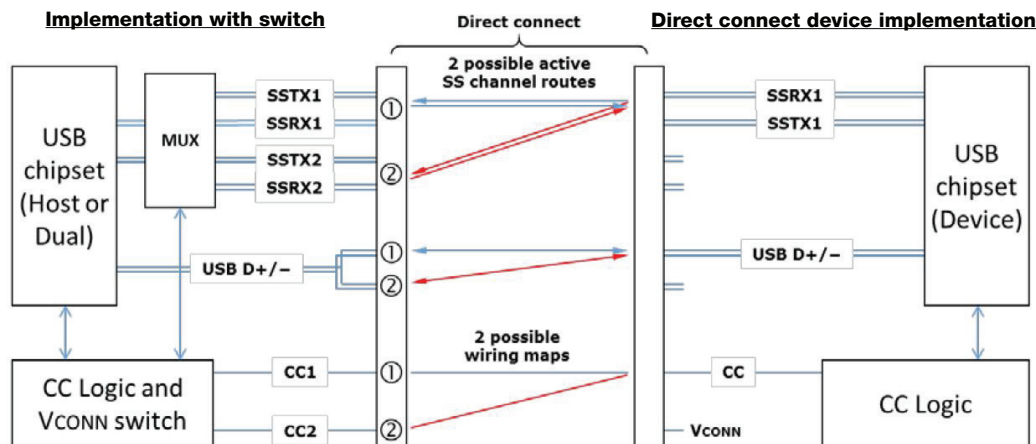 Implementation with switch
Direct connect device implementation
Direct connect
2 possible active
SS channel routes
USB
chipset
(Host or
Dual)
MUX
SSTX1
SSRX1
SSTX2
SSRX2
①
②
SSRX1
SSTX1
USB
chipset
(Device)
USB D+/−
①
②
USB D+/−
2 possible
wiring maps
CC Logic and
VCONN switch
CC1
CC2
①
②
CC
VCONN
CC Logic